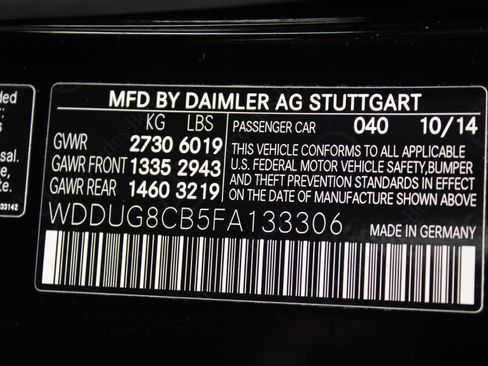 MFD BY DAIMLER AG STUTTGART
KG LBS PASSENGER CAR 040 10/14
GVWR 2730 6019
GAWR FRONT 1335 2943
GAWR REAR 1460 3219
THIS VEHICLE CONFORMS TO ALL APPLICABLE
U.S. FEDERAL MOTOR VEHICLE SAFETY,BUMPER
AND THEFT PREVENTION STANDARDS IN EFFECT
ON THE DATE OF MANUFACTURE SHOWN ABOVE
WDDUG8CB5FA133306 MADE IN GERMANY